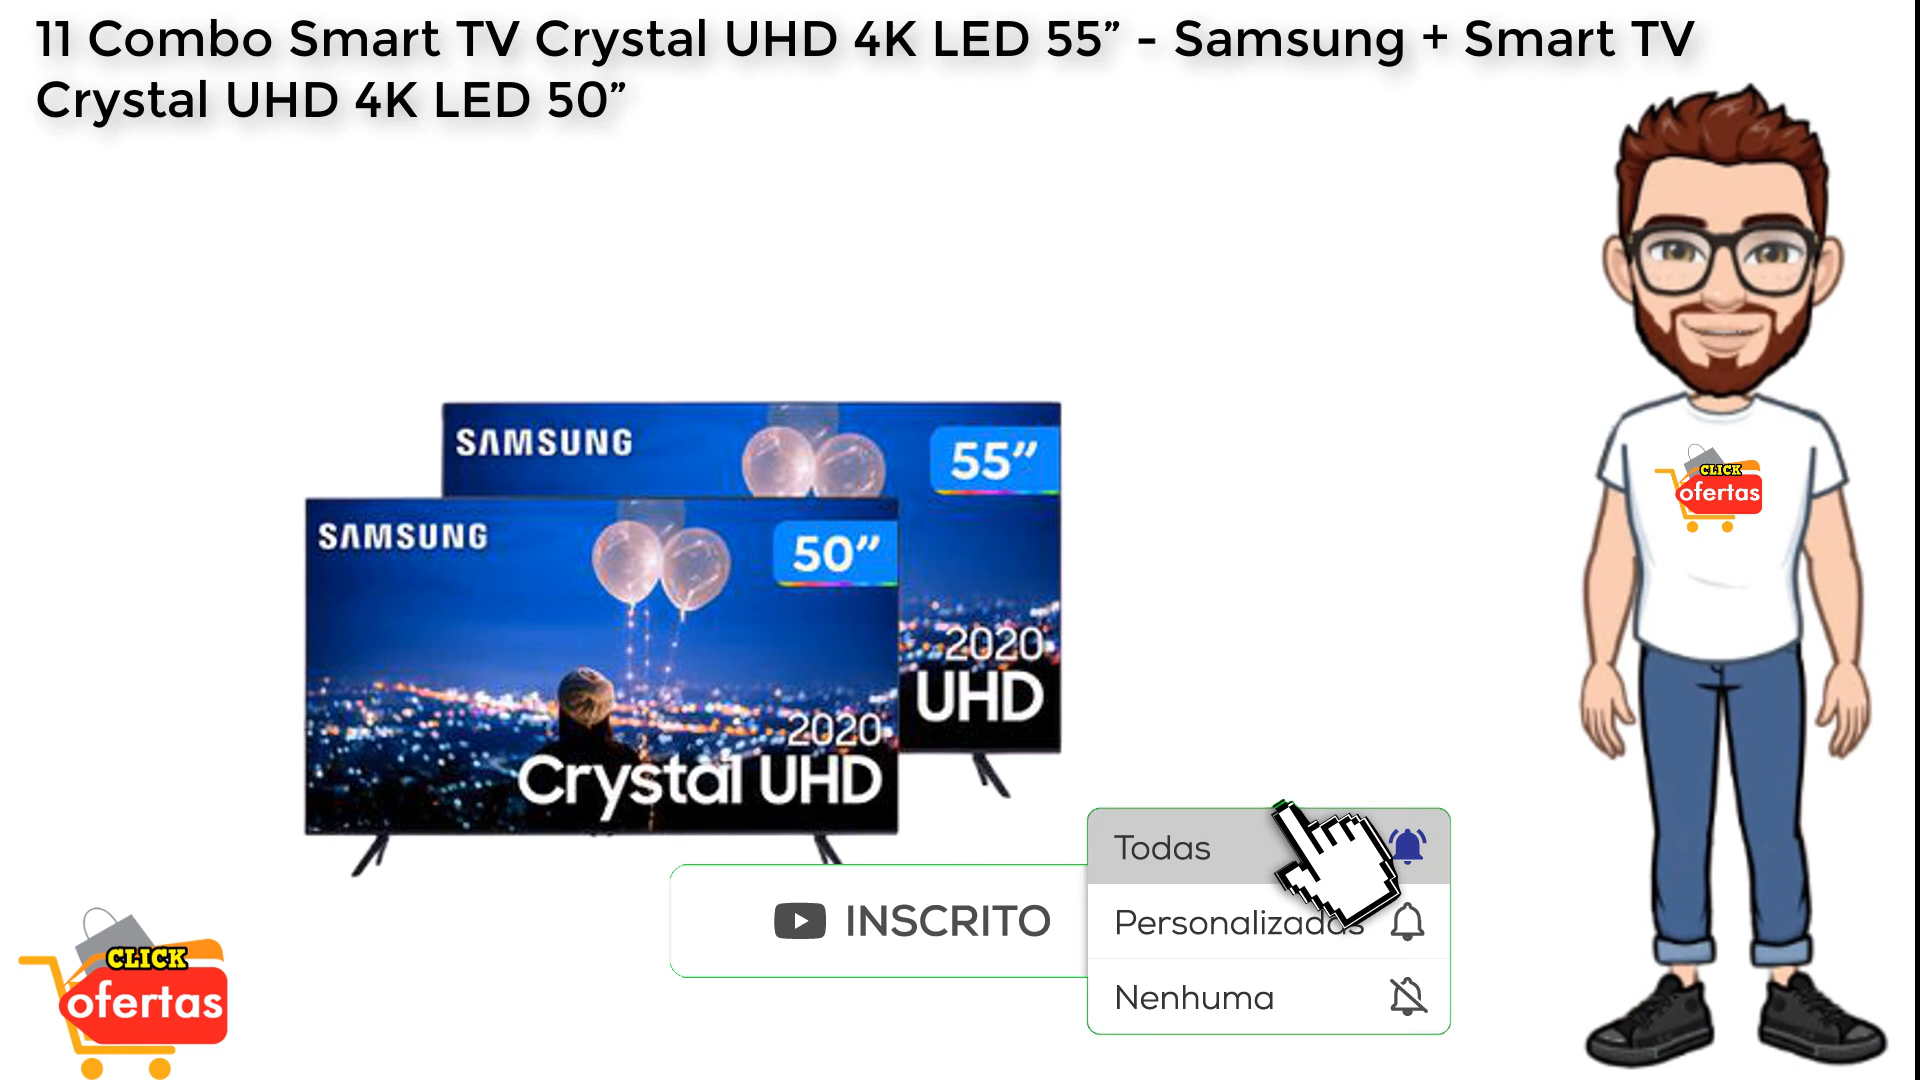 11 Combo Smart TV Crystal UHD 4K LED 55” - Samsung + Smart TV
Crystal UHD 4K LED 50”
SAMSUNG
55”
SAMSUNG
50”
2020
UHD
2020
Crystal UHD
CLICK
ofertas
INSCRITO
Todas
Personalizadas
Nenhuma
CLICK
ofertas